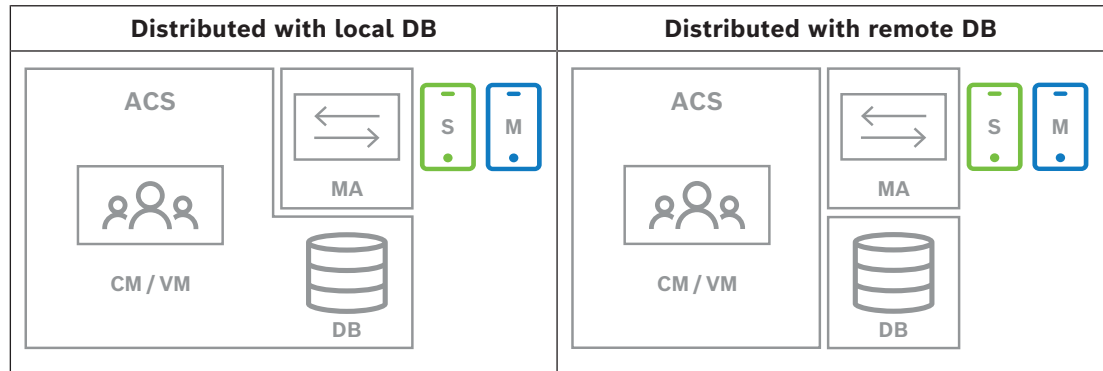 Distributed with local DB
ACS
MA
S
M
CM / VM
DB
Distributed with remote DB
ACS
MA
S
M
CM / VM
DB